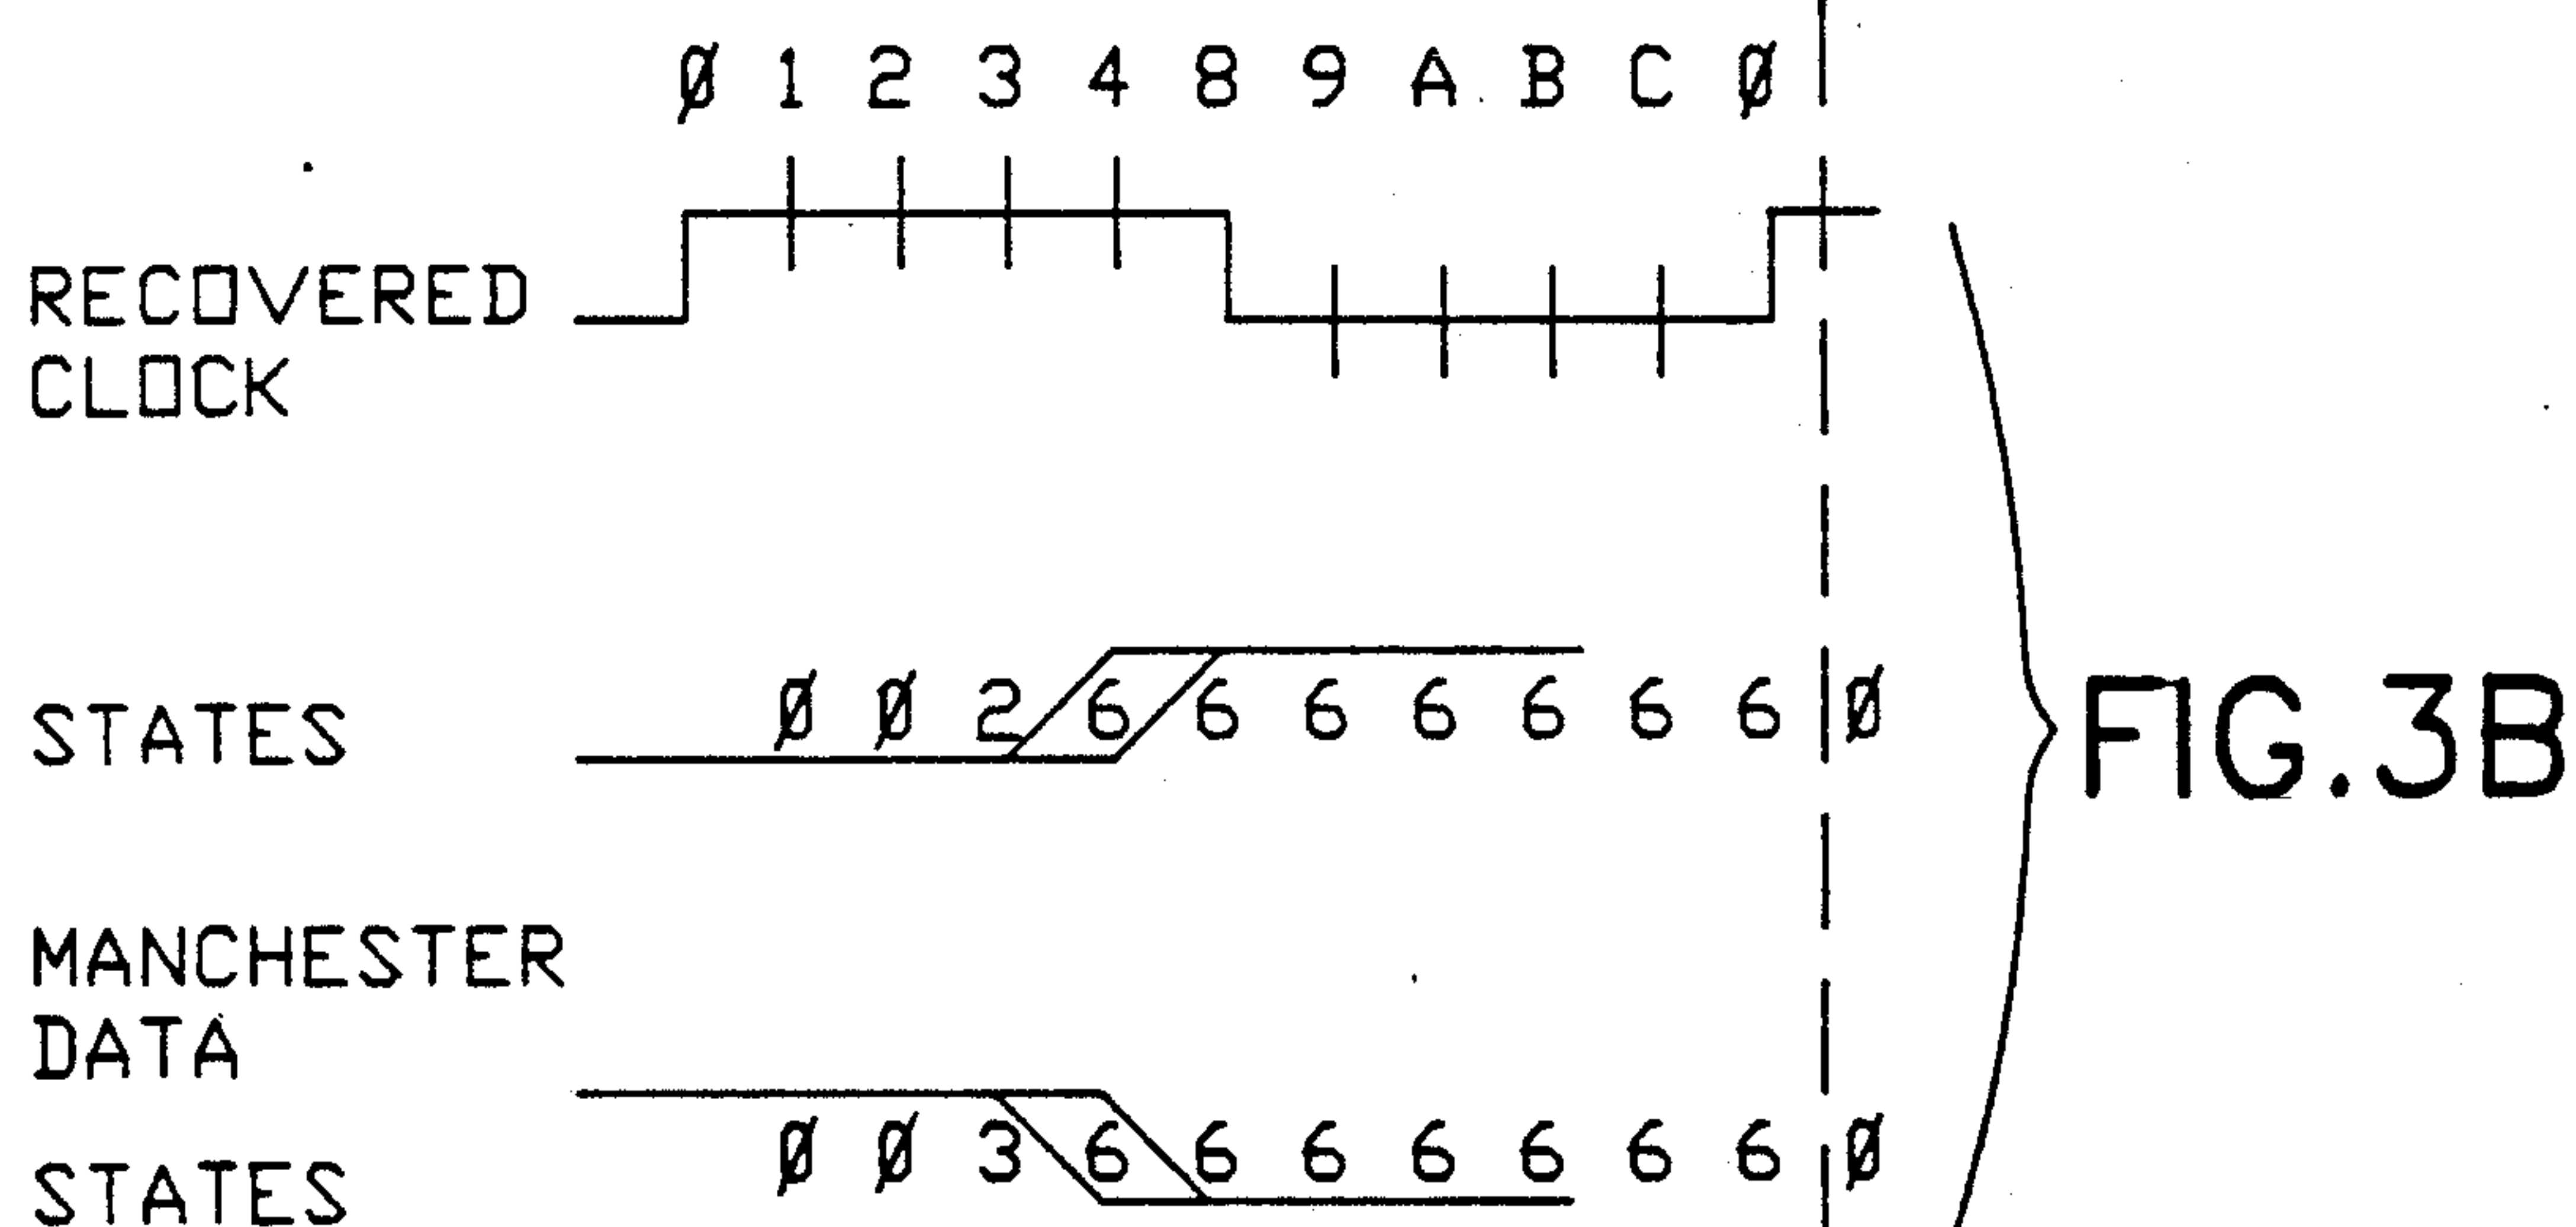 Ø 1 2 3 4 8 9 A B C Ø
RECOVERED
CLOCK
STATES Ø Ø 2 6 6 6 6 6 6 6 Ø
FIG.3B
MANCHESTER
DATA
STATES Ø Ø 3 6 6 6 6 6 6 6 Ø